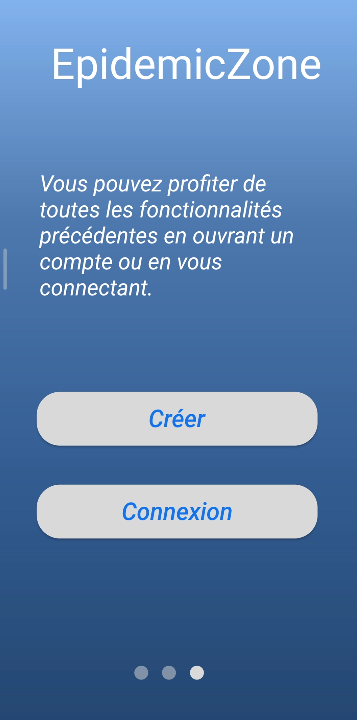 EpidemicZone
Vous pouvez profiter de
toutes les fonctionnalités
précédentes en ouvrant un
compte ou en vous
connectant.
Créer
Connexion